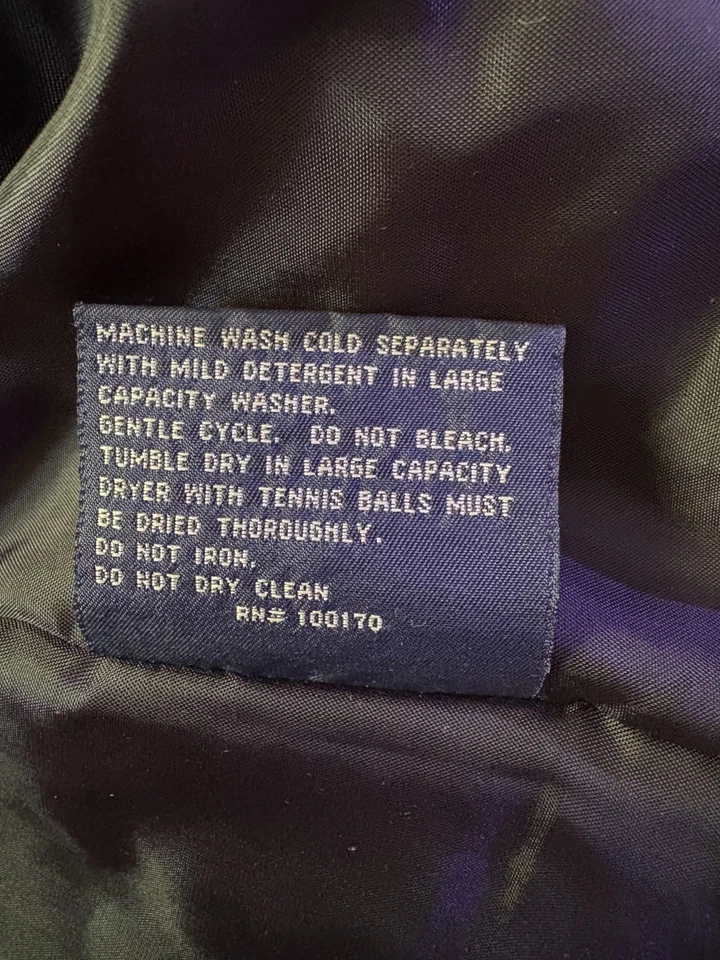 MACHINE WASH COLD SEPARATELY
WITH MILD DETERGENT IN LARGE
CAPACITY WASHER.
GENTLE CYCLE. DO NOT BLEACH.
TUMBLE DRY IN LARGE CAPACITY
DRYER WITH TENNIS BALLS MUST
BE DRIED THOROUGHLY.
DO NOT IRON.
DO NOT DRY CLEAN
RN# 100170